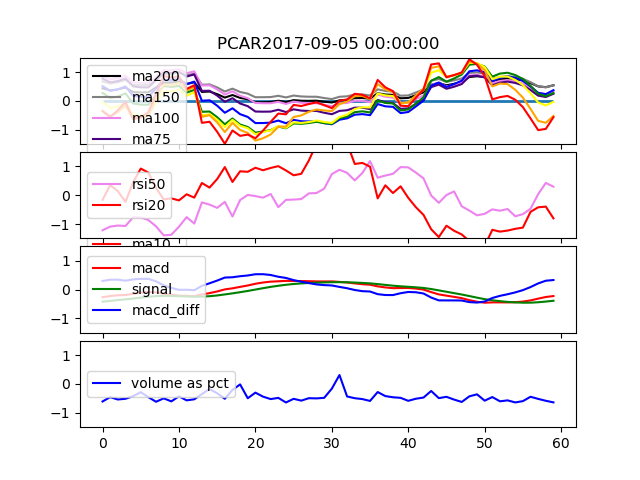 PCAR2017-09-05 00:00:00
1
0
−1
ma200
ma150
ma100
ma75
1
0
−1
rsi50
rsi20
ma10
1
0
−1
macd
signal
macd_diff
1
0
−1
volume as pct
0 10 20 30 40 50 60